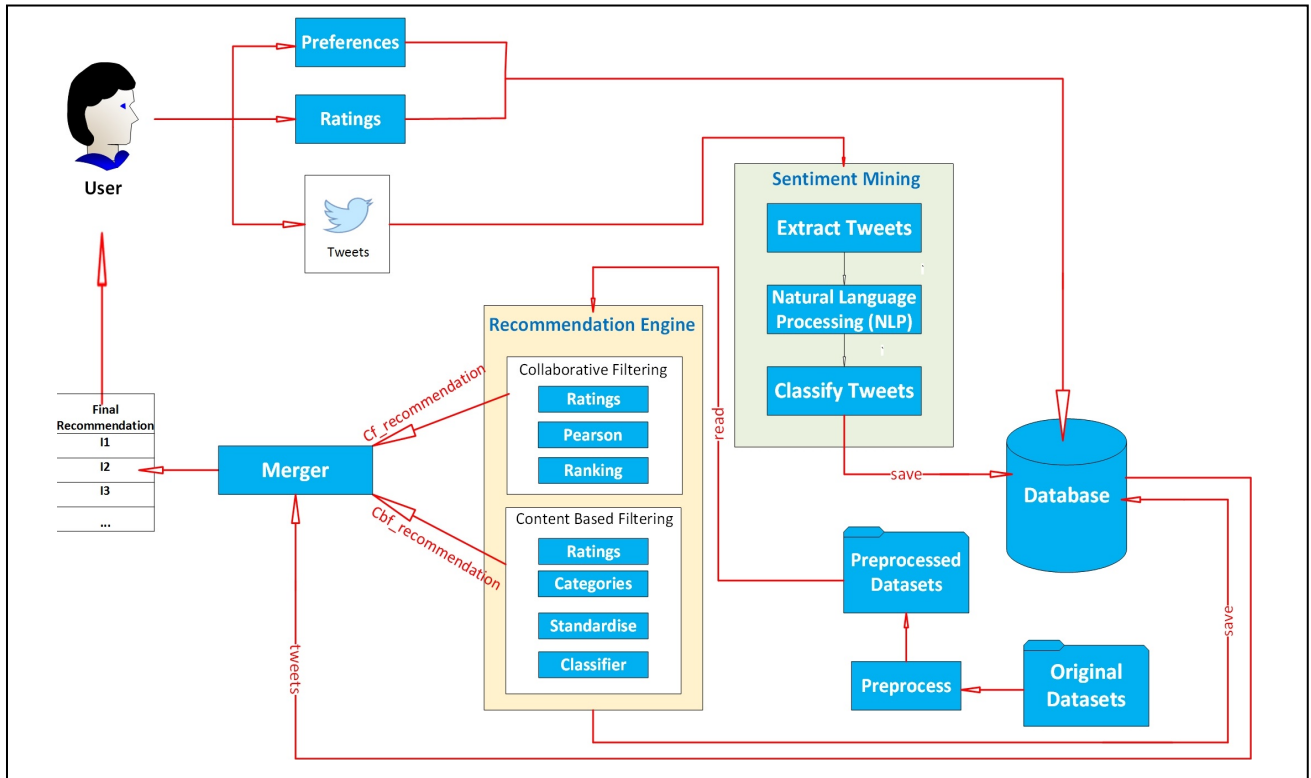 Preferences
Ratings
User
Tweets
Sentiment Mining
Extract Tweets
Natural Language
Processing (NLP)
Classify Tweets
Recommendation Engine
Collaborative Filtering
Ratings
Pearson
Ranking
Content Based Filtering
Ratings
Categories
Standardise
Classifier
Cf_recommendation
Cbf_recommendation
Merger
Final
Recommendation
I1
I2
I3
...
tweets
read
save
Database
Preprocessed
Datasets
Preprocess
Original
Datasets
save